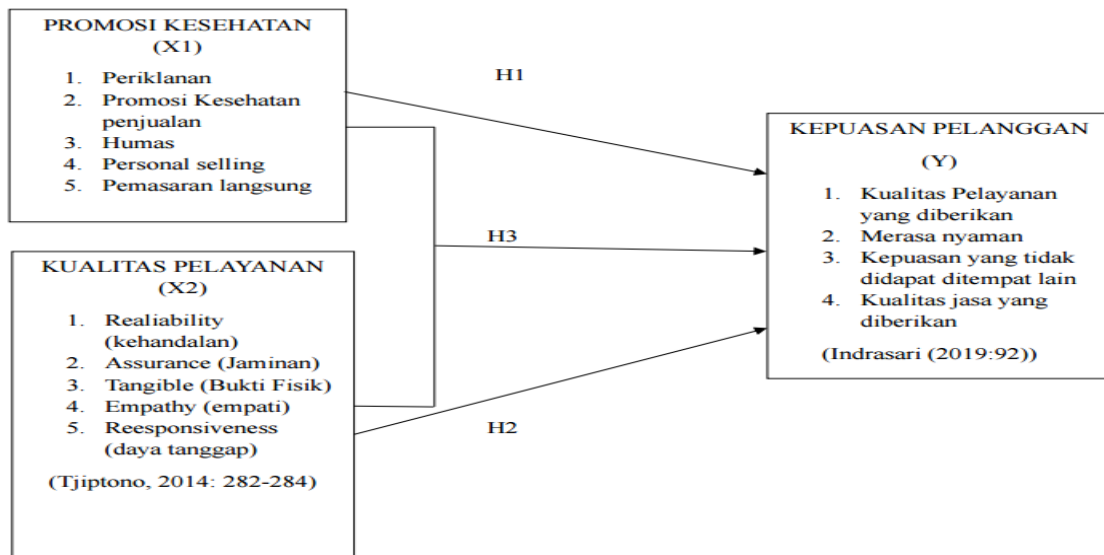 PROMOSI KESEHATAN
(X1)
1. Periklanan
2. Promosi Kesehatan
penjualan
3. Humas
4. Personal selling
5. Pemasaran langsung
KUALITAS PELAYANAN
(X2)
1. Realiability
(kehandalan)
2. Assurance (Jaminan)
3. Tangible (Bukti Fisik)
4. Empathy (empati)
5. Reesponsiveness
(daya tanggap)
(Tjiptono, 2014: 282-284)
H1
H3
H2
KEPUASAN PELANGGAN
(Y)
1. Kualitas Pelayanan
yang diberikan
2. Merasa nyaman
3. Kepuasan yang tidak
didapat ditempat lain
4. Kualitas jasa yang
diberikan
(Indrasari (2019:92))